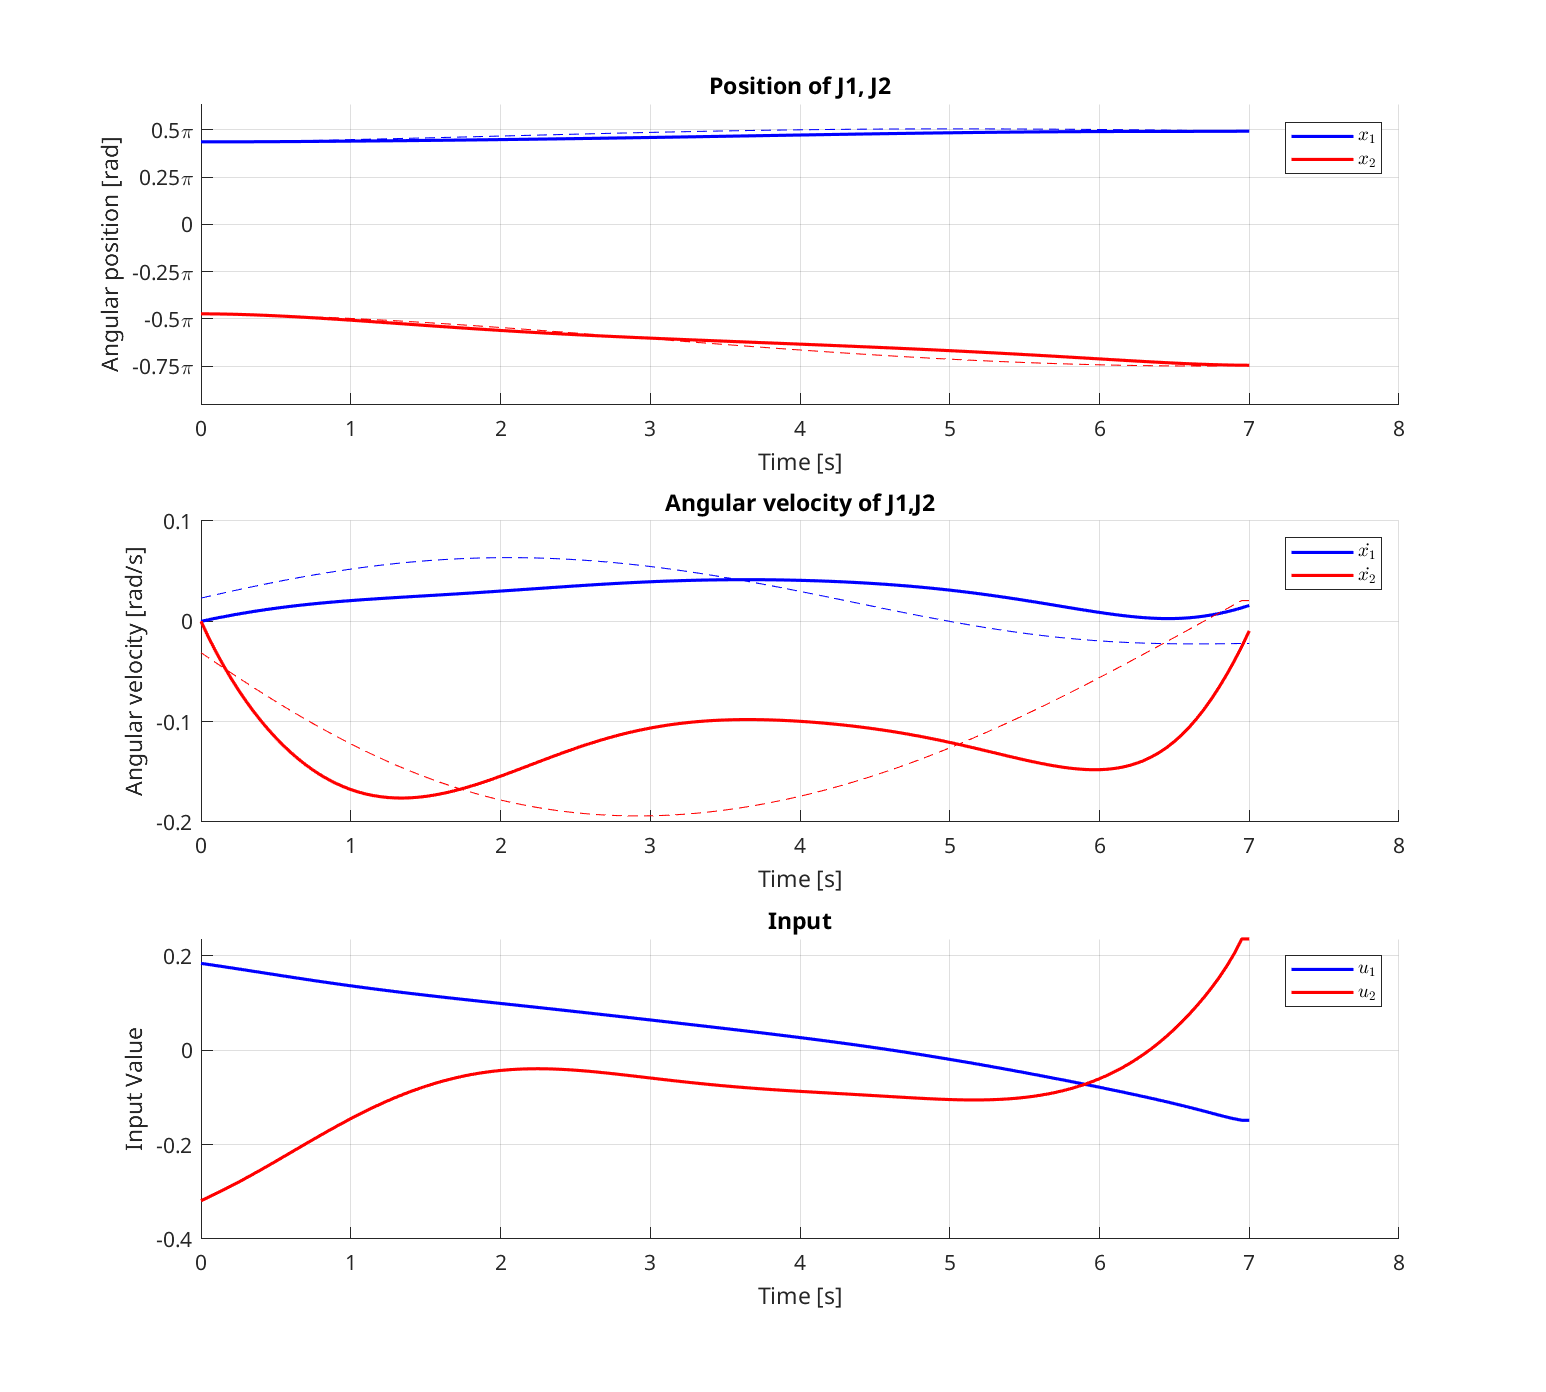 Position of J1, J2
0.5π
0.25π
0
-0.25π
-0.5π
-0.75π
Angular position [rad]
x₁
x₂
0 1 2 3 4 5 6 7 8
Time [s]
Angular velocity of J1,J2
0.1
0
-0.1
-0.2
Angular velocity [rad/s]
ẋ₁
ẋ₂
0 1 2 3 4 5 6 7 8
Time [s]
Input
0.2
0
-0.2
-0.4
Input Value
u₁
u₂
0 1 2 3 4 5 6 7 8
Time [s]